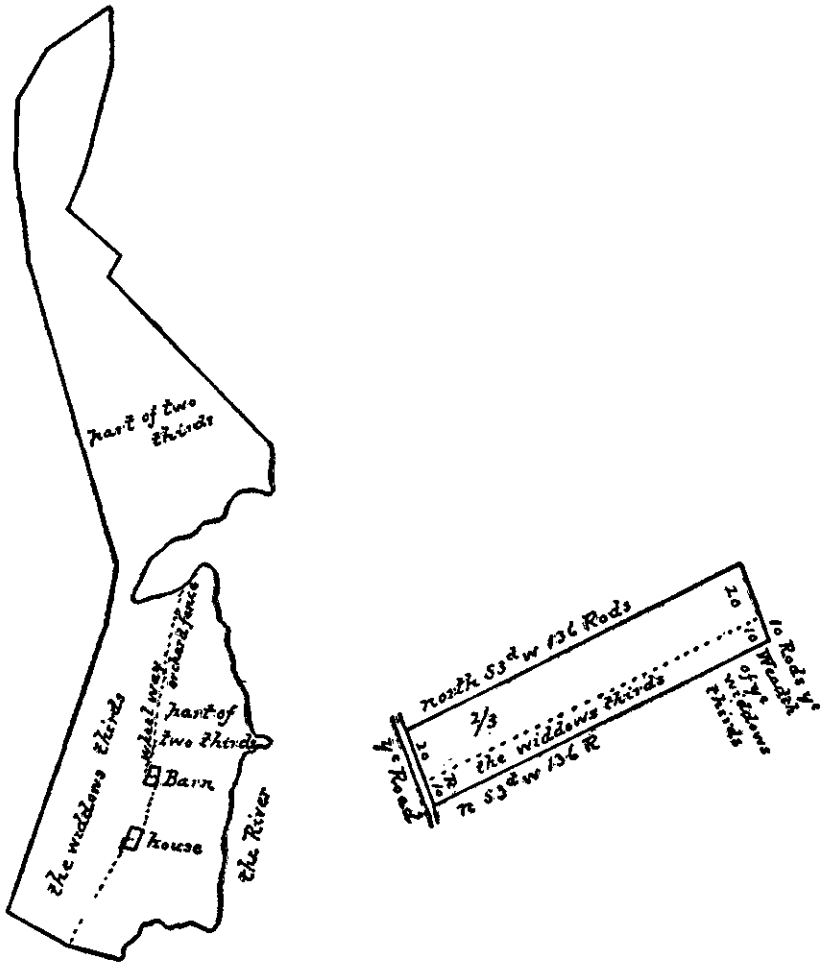 part of two
thirds
the widdows thirds
wheel way
orchard fence
part of
two thirds
Barn
house
the River
north 53d w 136 Rods
20
10
10 Rods ye
Weadth
of ye
widdows
thirds
2/3
the widdows thirds
20
10 R
n 53d w 136 R
ye Road